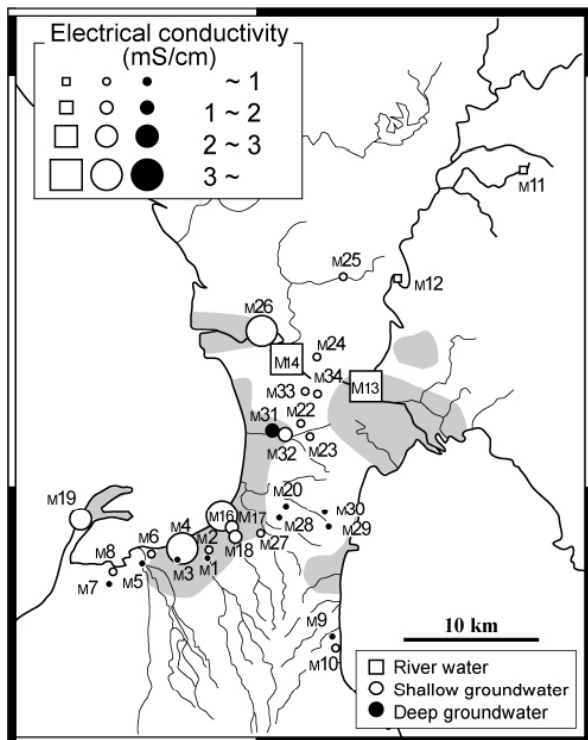 Electrical conductivity
(mS/cm)
~ 1
1 ~ 2
2 ~ 3
3 ~
M11
M25
M12
M26
M24
M14
M34
M13
M33
M22
M31
M32
M23
M20
M30
M19
M16
M17
M28
M29
M4
M2
M18
M27
M6
M8
M3
M1
M5
M7
M9
M10
10 km
River water
Shallow groundwater
Deep groundwater